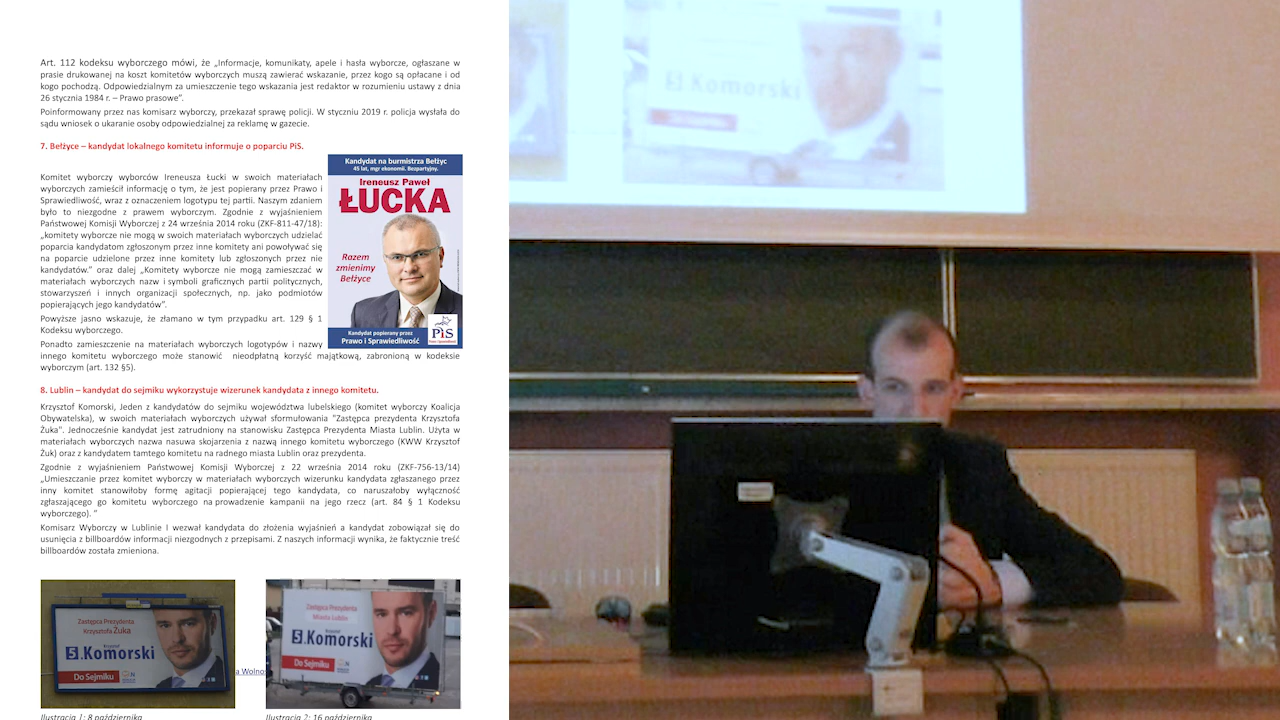 Art. 112 kodeksu wyborczego mówi, że „Informacje, komunikaty, apele i hasła wyborcze, ogłaszane w
prasie drukowanej na koszt komitetów wyborczych muszą zawierać wskazanie, przez kogo są opłacane i od
kogo pochodzą. Odpowiedzialnym za umieszczenie tego wskazania jest redaktor w rozumieniu ustawy z dnia
26 stycznia 1984 r. – Prawo prasowe”.
Poinformowany przez nas komisarz wyborczy, przekazał sprawę policji. W styczniu 2019 r. policja wysłała do
sądu wniosek o ukaranie osoby odpowiedzialnej za reklamę w gazecie.
7. Bełżyce – kandydat lokalnego komitetu informuje o poparciu PiS.
Komitet wyborczy wyborców Ireneusza Łucki w swoich materiałach
wyborczych zamieścił informację o tym, że jest popierany przez Prawo i
Sprawiedliwość, wraz z oznaczeniem logotypu tej partii. Naszym zdaniem
było to niezgodne z prawem wyborczym. Zgodnie z wyjaśnieniem
Państwowej Komisji Wyborczej z 24 września 2014 roku (ZKF-811-47/18):
„komitety wyborcze nie mogą w swoich materiałach wyborczych udzielać
poparcia kandydatom zgłoszonym przez inne komitety ani powoływać się
na poparcie udzielone przez inne komitety lub zgłoszonych przez nie
kandydatów.” oraz dalej „Komitety wyborcze nie mogą zamieszczać w
materiałach wyborczych nazw i symboli graficznych partii politycznych,
stowarzyszeń i innych organizacji społecznych, np. jako podmiotów
popierających jego kandydatów”.
Powyższe jasno wskazuje, że złamano w tym przypadku art. 129 § 1
Kodeksu wyborczego.
Ponadto zamieszczenie na materiałach wyborczych logotypów i nazwy
innego komitetu wyborczego może stanowić nieodpłatną korzyść majątkową, zabronioną w kodeksie
wyborczym (art. 132 §5).
Kandydat na burmistrza Bełżyc
45 lat, mgr ekonomii. Bezpartyjny.
Ireneusz Paweł
ŁUCKA
Razem
zmienimy
Bełżyce
Kandydat popierany przez
Prawo i Sprawiedliwość
PiS
8. Lublin – kandydat do sejmiku wykorzystuje wizerunek kandydata z innego komitetu.
Krzysztof Komorski, Jeden z kandydatów do sejmiku województwa lubelskiego (komitet wyborczy Koalicja
Obywatelska), w swoich materiałach wyborczych używał sformułowania "Zastępca prezydenta Krzysztofa
Żuka". Jednocześnie kandydat jest zatrudniony na stanowisku Zastępca Prezydenta Miasta Lublin. Użyta w
materiałach wyborczych nazwa nasuwa skojarzenia z nazwą innego komitetu wyborczego (KWW Krzysztof
Żuk) oraz z kandydatem tamtego komitetu na radnego miasta Lublin oraz prezydenta.
Zgodnie z wyjaśnieniem Państwowej Komisji Wyborczej z 22 września 2014 roku (ZKF-756-13/14)
„Umieszczanie przez komitet wyborczy w materiałach wyborczych wizerunku kandydata zgłaszanego przez
inny komitet stanowiłoby formę agitacji popierającej tego kandydata, co naruszałoby wyłączność
zgłaszającego go komitetu wyborczego na prowadzenie kampanii na jego rzecz (art. 84 § 1 Kodeksu
wyborczego). ”
Komisarz Wyborczy w Lublinie I wezwał kandydata do złożenia wyjaśnień a kandydat zobowiązał się do
usunięcia z billboardów informacji niezgodnych z przepisami. Z naszych informacji wynika, że faktycznie treść
billboardów została zmieniona.
Zastępca Prezydenta
Krzysztofa Żuka
Krzysztof
5.Komorski
Do Sejmiku
a Wolnoś
Zastępca Prezydenta
Miasta Lublin
Krzysztof
5.Komorski
Do Sejmiku
Ilustracja 1: 8 października
Ilustracja 2: 16 października
5.Komorski